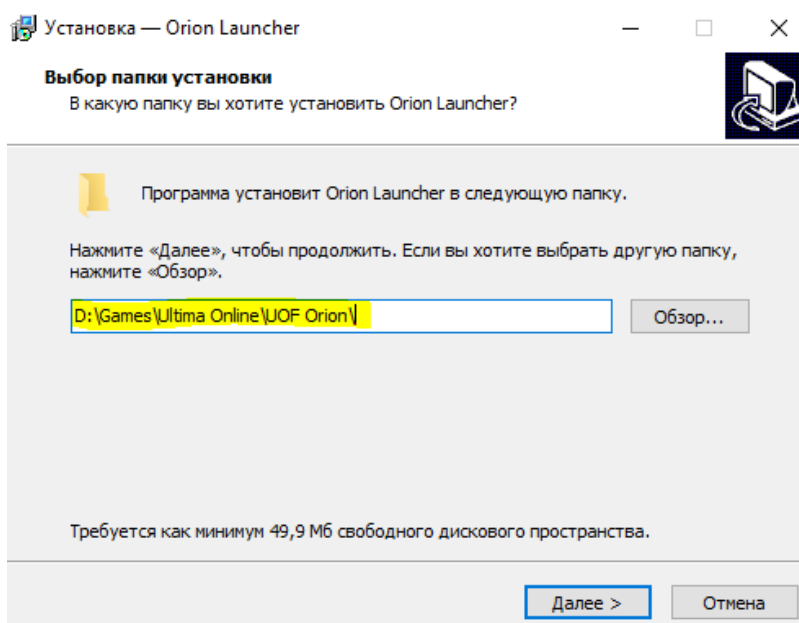 Установка — Orion Launcher
Выбор папки установки
В какую папку вы хотите установить Orion Launcher?
Программа установит Orion Launcher в следующую папку.
Нажмите «Далее», чтобы продолжить. Если вы хотите выбрать другую папку,
нажмите «Обзор».
D:\Games\Ultima Online\UOF Orion\
Обзор...
Требуется как минимум 49,9 Мб свободного дискового пространства.
Далее >
Отмена